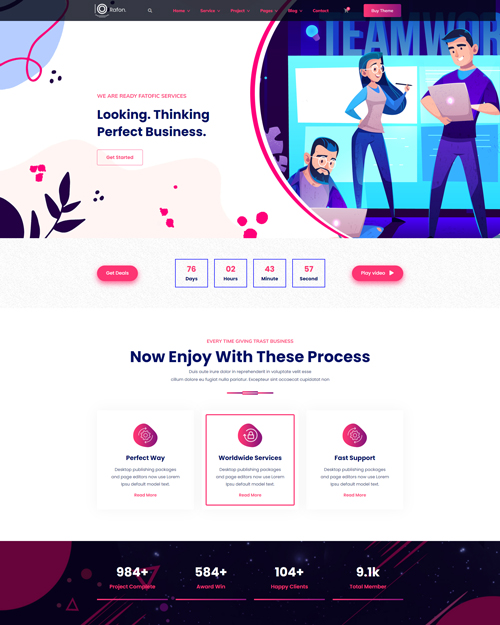 Fafon.
Home
Service
Project
Pages
Blog
Contact
Buy Theme
TEAMWOR
WE ARE READY FATOFIC SERVICES
Looking. Thinking
Perfect Business.
Get Started
Get Deals
76
Days
02
Hours
43
Minute
57
Second
Play video
EVERY TIME GIVING TRAST BUSINESS
Now Enjoy With These Process
Duis aute irure dolor in reprehenderit in voluptate velit esse
cillum dolore eu fugiat nulla pariatur. Excepteur sint occaecat cupidatat non
Perfect Way
Desktop publishing packages
and page editors now use Lorem
Ipsu default model text.
Read More
Worldwide Services
Desktop publishing packages
and page editors now use Lorem
Ipsu default model text.
Read More
Fast Support
Desktop publishing packages
and page editors now use Lorem
Ipsu default model text.
Read More
984+
Project Complete
584+
Award Win
104+
Happy Clients
9.1k
Total Member